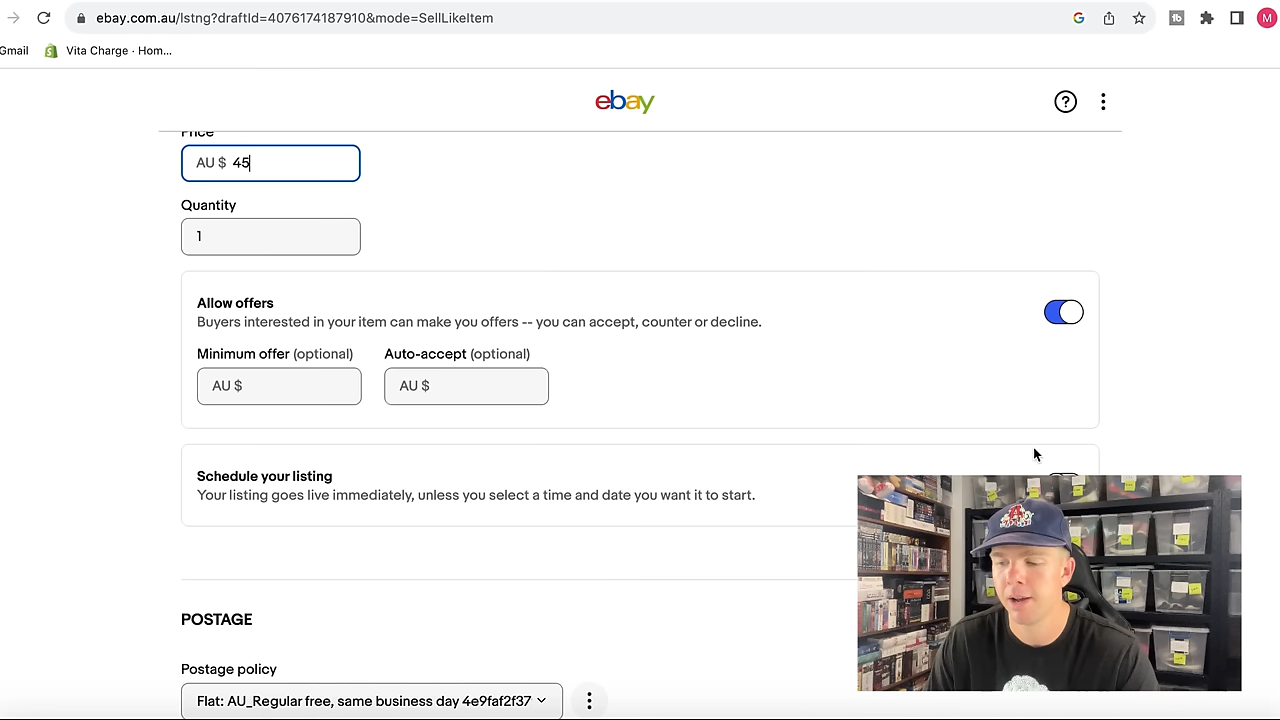 ebay.com.au/lstng?draftId=4076174187910&mode=SellLikeItem
M
Gmail
Vita Charge · Hom...
ebay
Price
AU $ 45
Quantity
1
Allow offers
Buyers interested in your item can make you offers -- you can accept, counter or decline.
Minimum offer (optional)
Auto-accept (optional)
AU $
AU $
Schedule your listing
Your listing goes live immediately, unless you select a time and date you want it to start.
POSTAGE
Postage policy
Flat: AU_Regular free, same business day 4e9faf2f37